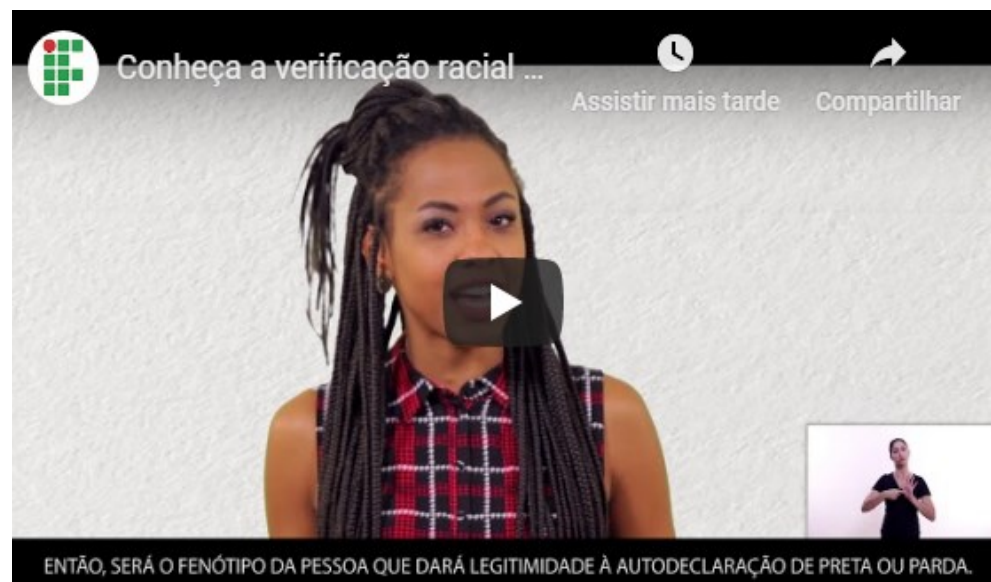 Conheça a verificação racial ...
Assistir mais tarde
Compartilhar
ENTÃO, SERÁ O FENÓTIPO DA PESSOA QUE DARÁ LEGITIMIDADE À AUTODECLARAÇÃO DE PRETA OU PARDA.